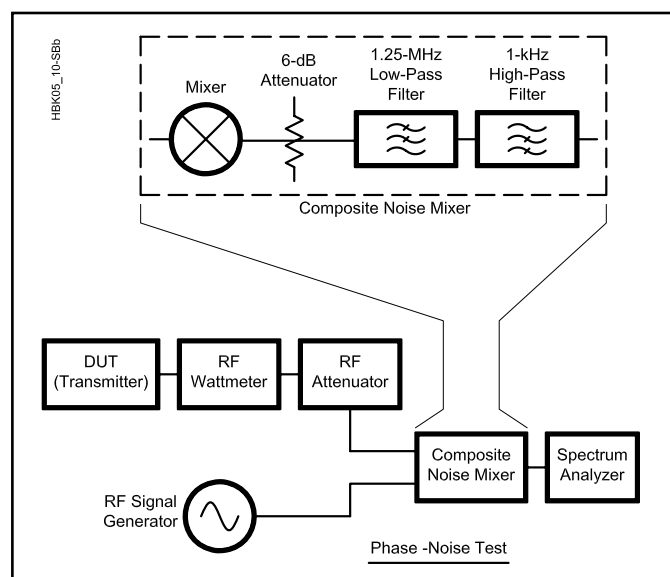 HBK05_10-SBb
Mixer
6-dB
Attenuator
1.25-MHz
Low-Pass
Filter
1-kHz
High-Pass
Filter
Composite Noise Mixer
DUT
(Transmitter)
RF
Wattmeter
RF
Attenuator
Composite
Noise Mixer
Spectrum
Analyzer
RF Signal
Generator
Phase -Noise Test